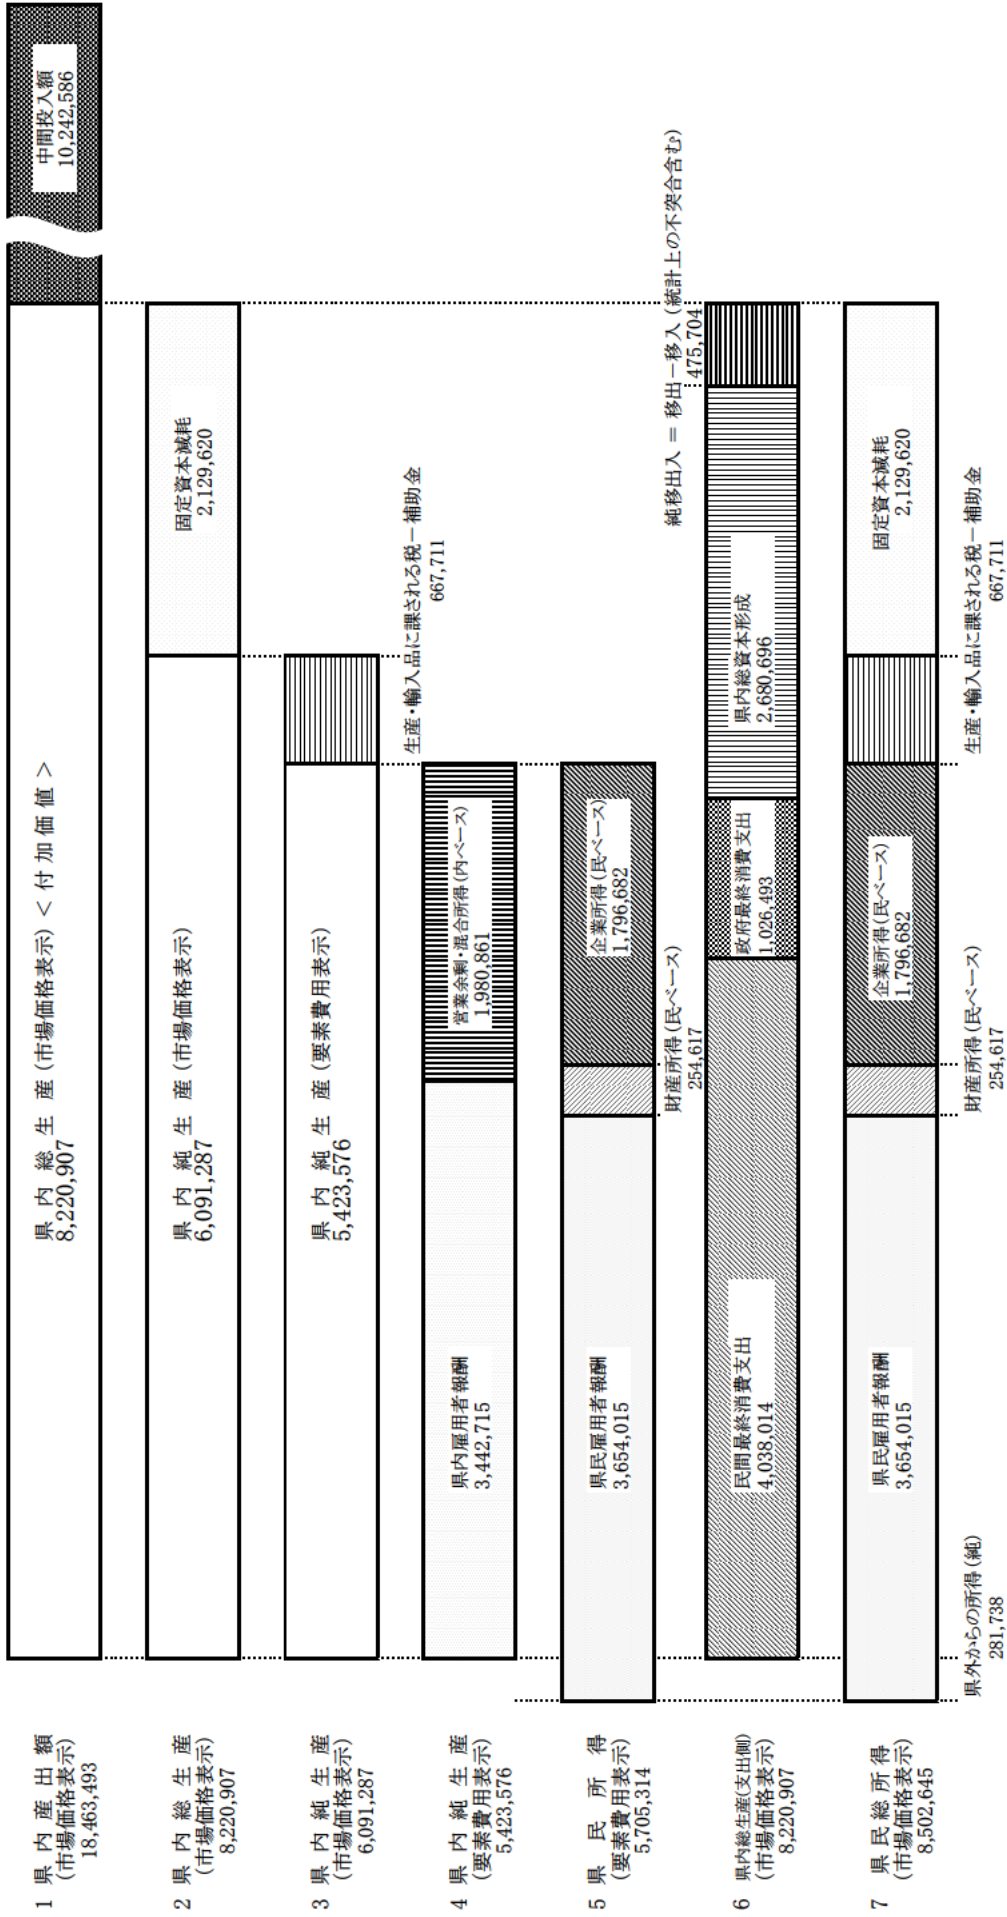 1 県内産出額
(市場価格表示)
18,463,493
県内総生産(市場価格表示)<付加価値>
8,220,907
中間投入額
10,242,586
2 県内総生産
(市場価格表示)
8,220,907
県内純生産(市場価格表示)
6,091,287
固定資本減耗
2,129,620
3 県内純生産
(市場価格表示)
6,091,287
県内純生産(要素費用表示)
5,423,576
生産・輸入品に課される税-補助金
667,711
4 県内純生産
(要素費用表示)
5,423,576
県内雇用者報酬
3,442,715
営業余剰・混合所得(内ベース)
1,980,861
5 県民所得
(要素費用表示)
5,705,314
県民雇用者報酬
3,654,015
企業所得(民ベース)
1,796,682
財産所得(民ベース)
254,617
純移出入 = 移出-移入(統計上の不突合含む)
475,704
6 県内総生産(支出側)
(市場価格表示)
8,220,907
民間最終消費支出
4,038,014
政府最終消費支出
1,026,493
県内総資本形成
2,680,696
7 県民総所得
(市場価格表示)
8,502,645
県民雇用者報酬
3,654,015
企業所得(民ベース)
1,796,682
固定資本減耗
2,129,620
県外からの所得(純)
281,738
財産所得(民ベース)
254,617
生産・輸入品に課される税-補助金
667,711